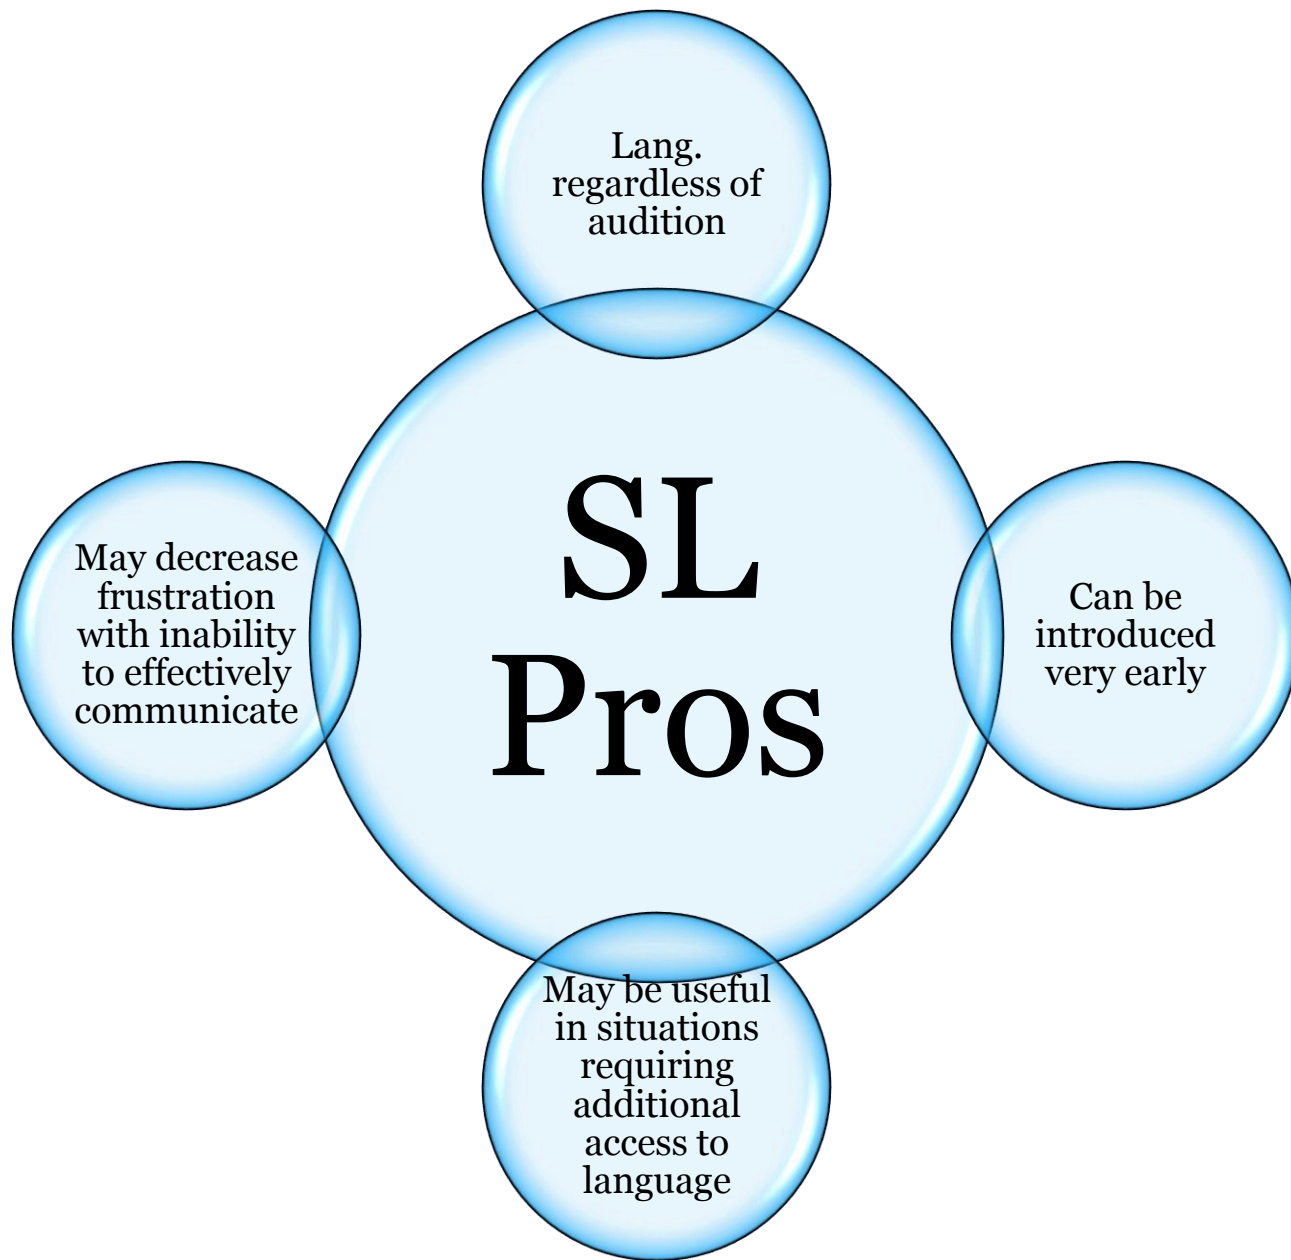 Lang.
regardless of
audition
May decrease
frustration
with inability
to effectively
communicate
SL
Pros
Can be
introduced
very early
May be useful
in situations
requiring
additional
access to
language